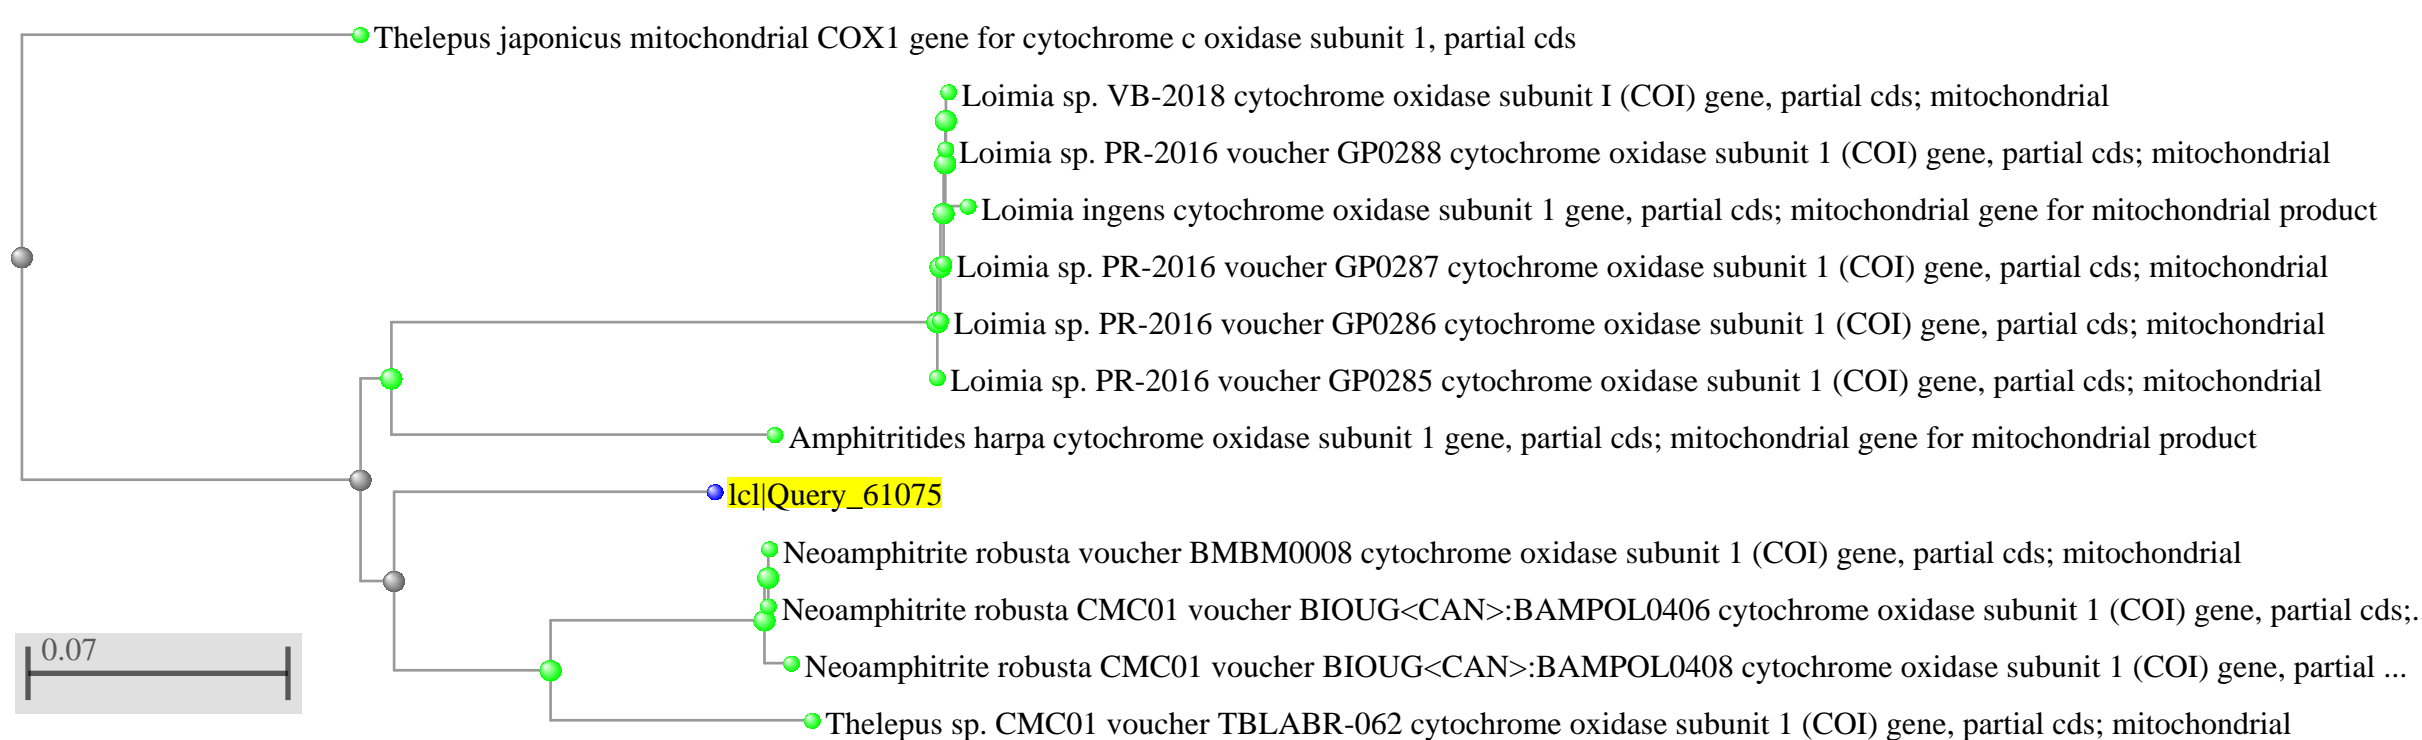 Thelepus japonicus mitochondrial COX1 gene for cytochrome c oxidase subunit 1, partial cds
Loimia sp. VB-2018 cytochrome oxidase subunit I (COI) gene, partial cds; mitochondrial
Loimia sp. PR-2016 voucher GP0288 cytochrome oxidase subunit 1 (COI) gene, partial cds; mitochondrial
Loimia ingens cytochrome oxidase subunit 1 gene, partial cds; mitochondrial gene for mitochondrial product
Loimia sp. PR-2016 voucher GP0287 cytochrome oxidase subunit 1 (COI) gene, partial cds; mitochondrial
Loimia sp. PR-2016 voucher GP0286 cytochrome oxidase subunit 1 (COI) gene, partial cds; mitochondrial
Loimia sp. PR-2016 voucher GP0285 cytochrome oxidase subunit 1 (COI) gene, partial cds; mitochondrial
Amphitritides harpa cytochrome oxidase subunit 1 gene, partial cds; mitochondrial gene for mitochondrial product
lcl|Query_61075
Neoamphitrite robusta voucher BMBM0008 cytochrome oxidase subunit 1 (COI) gene, partial cds; mitochondrial
Neoamphitrite robusta CMC01 voucher BIOUG<CAN>:BAMPOL0406 cytochrome oxidase subunit 1 (COI) gene, partial cds;.
Neoamphitrite robusta CMC01 voucher BIOUG<CAN>:BAMPOL0408 cytochrome oxidase subunit 1 (COI) gene, partial ...
Thelepus sp. CMC01 voucher TBLABR-062 cytochrome oxidase subunit 1 (COI) gene, partial cds; mitochondrial
0.07